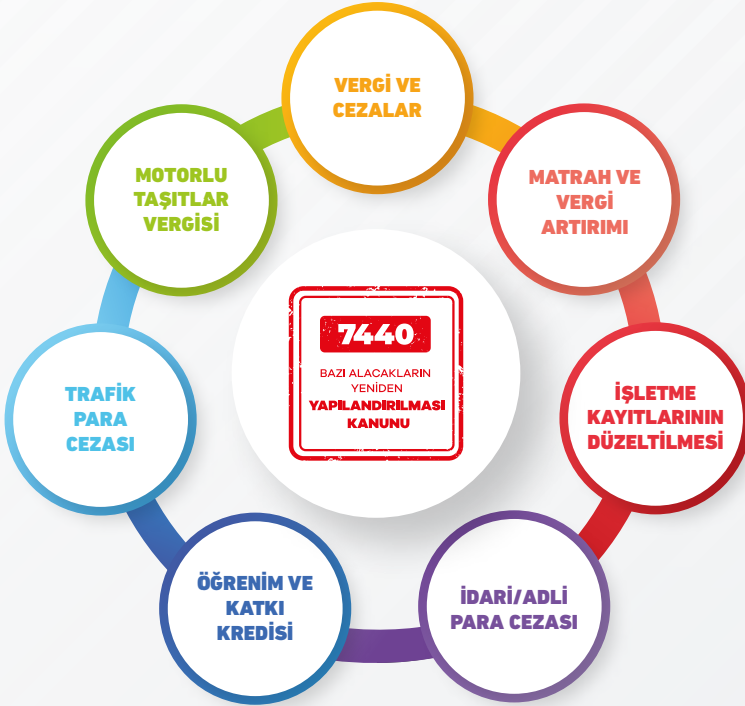 VERGİ VE
CEZALAR
MATRAH VE
VERGİ
ARTIRIMI
İŞLETME
KAYITLARININ
DÜZELTİLMESİ
İDARİ/ADLİ
PARA CEZASI
ÖĞRENİM VE
KATKI
KREDİSİ
TRAFİK
PARA
CEZASI
MOTORLU
TAŞITLAR
VERGİSİ
7440
BAZI ALACAKLARIN
YENİDEN
YAPILANDIRILMASI
KANUNU